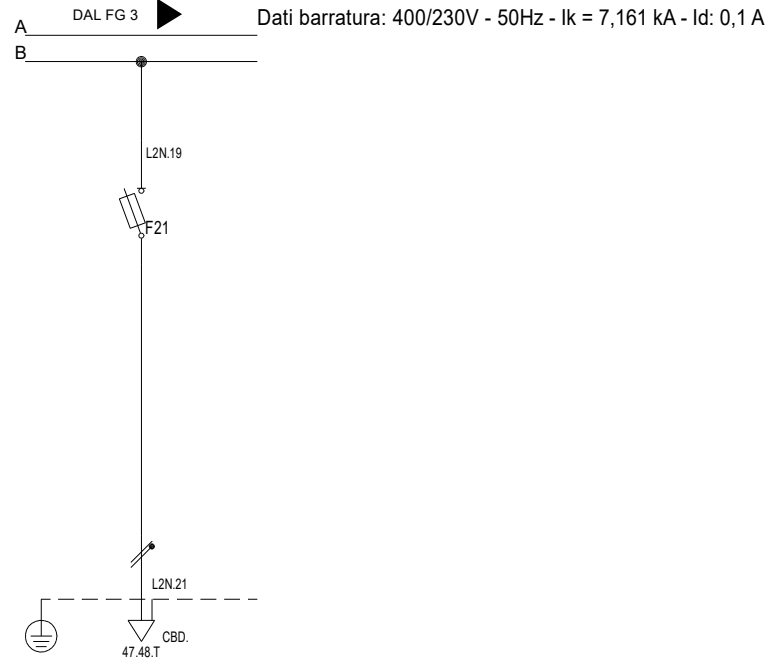 DAL FG 3
Dati barratura: 400/230V - 50Hz - Ik = 7,161 kA - Id: 0,1 A
A
B
L2N.19
F21
L2N.21
CBD.
47.48.T